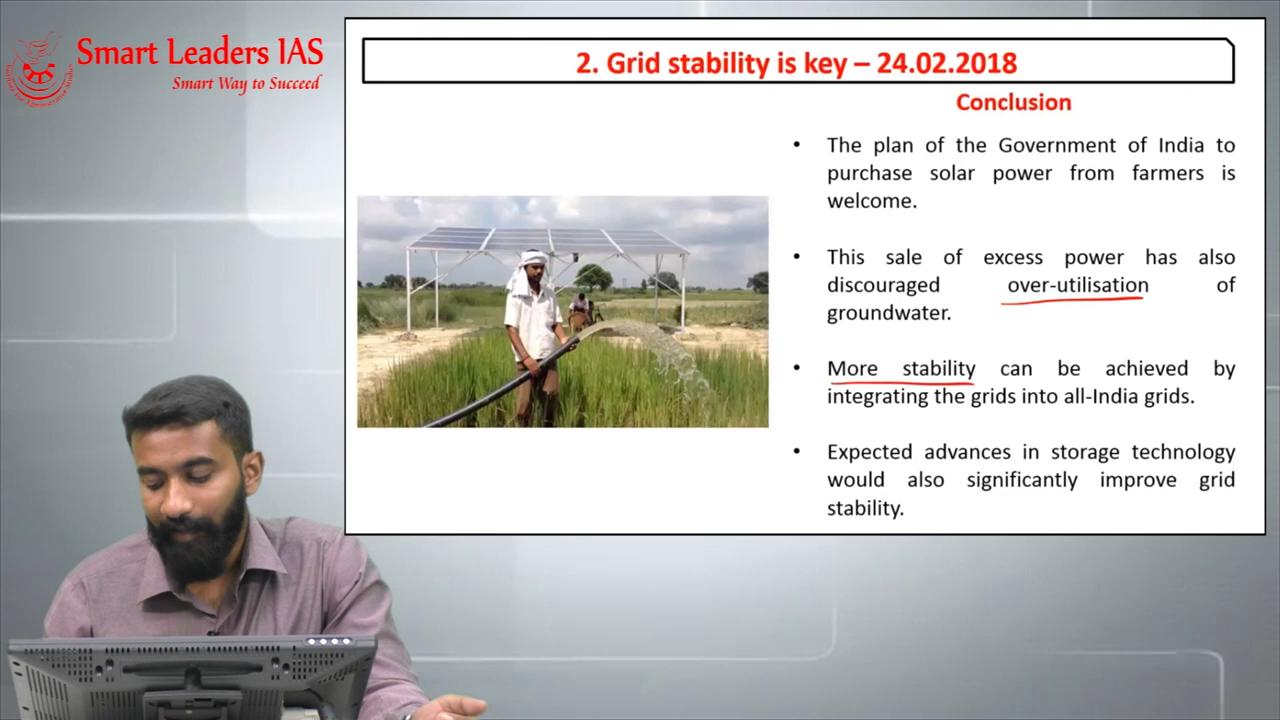 Smart Leaders IAS
Smart Way to Succeed
2. Grid stability is key – 24.02.2018
Conclusion
• The plan of the Government of India to
purchase solar power from farmers is
welcome.
• This sale of excess power has also
discouraged over-utilisation of
groundwater.
• More stability can be achieved by
integrating the grids into all-India grids.
• Expected advances in storage technology
would also significantly improve grid
stability.